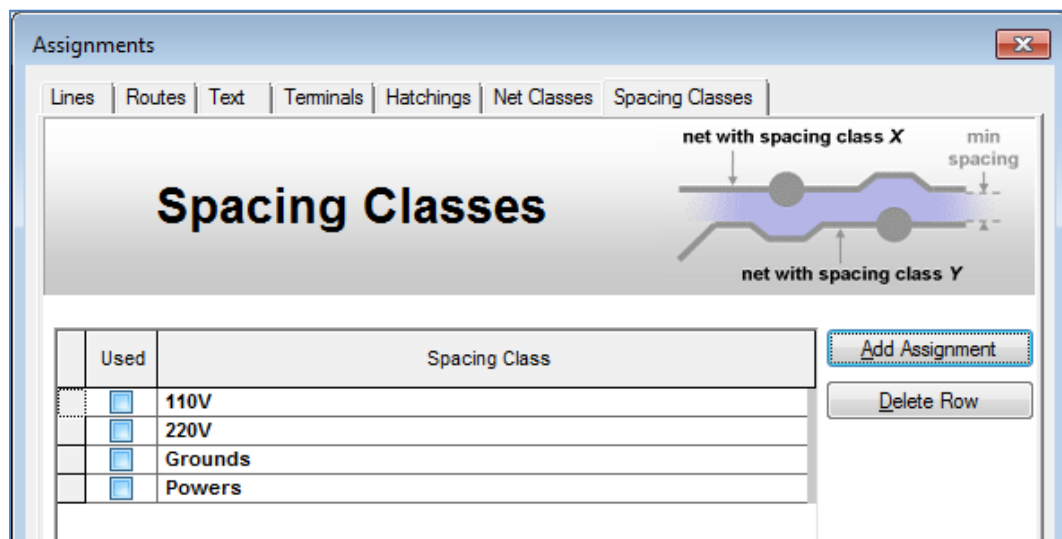 Assignments
Lines Routes Text Terminals Hatchings Net Classes Spacing Classes
net with spacing class X
min spacing
Spacing Classes
net with spacing class Y
Used Spacing Class
Add Assignment
110V
Delete Row
220V
Grounds
Powers